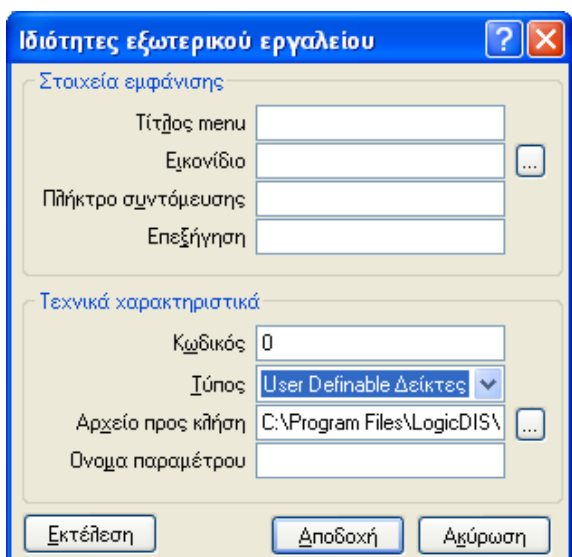 Ιδιότητες εξωτερικού εργαλείου
Στοιχεία εμφάνισης
Τίτλος menu
Εικονίδιο ...
Πλήκτρο συντόμευσης
Επεξήγηση
Τεχνικά χαρακτηριστικά
Κωδικός 0
Τύπος User Definable Δείκτες
Αρχείο προς κλήση C:\Program Files\LogicDIS\ ...
Ονομα παραμέτρου
Εκτέλεση Αποδοχή Ακύρωση